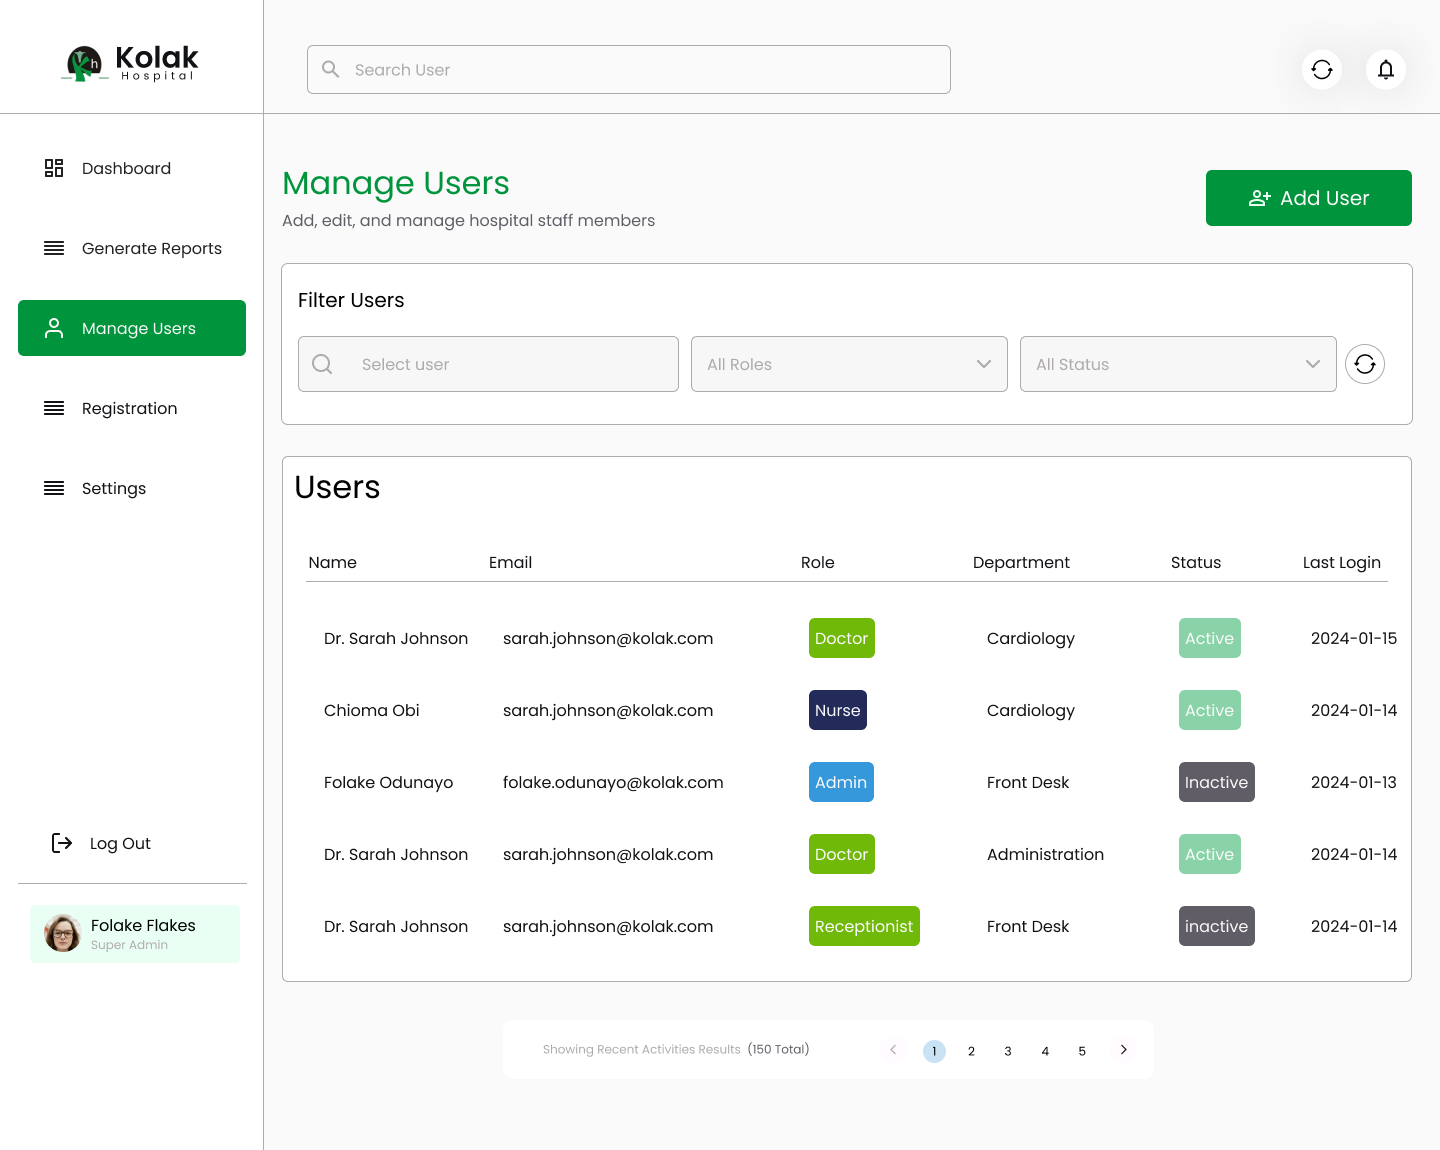 Kolak
Hospital
h
Search User
Dashboard
Generate Reports
Manage Users
Registration
Settings
Log Out
Folake Flakes
Super Admin
Manage Users
Add, edit, and manage hospital staff members
Add User
Filter Users
Select user
All Roles
All Status
Users
Name Email Role Department Status Last Login
Dr. Sarah Johnson sarah.johnson@kolak.com Doctor Cardiology Active 2024-01-15
Chioma Obi sarah.johnson@kolak.com Nurse Cardiology Active 2024-01-14
Folake Odunayo folake.odunayo@kolak.com Admin Front Desk Inactive 2024-01-13
Dr. Sarah Johnson sarah.johnson@kolak.com Doctor Administration Active 2024-01-14
Dr. Sarah Johnson sarah.johnson@kolak.com Receptionist Front Desk inactive 2024-01-14
Showing Recent Activities Results (150 Total) 1 2 3 4 5